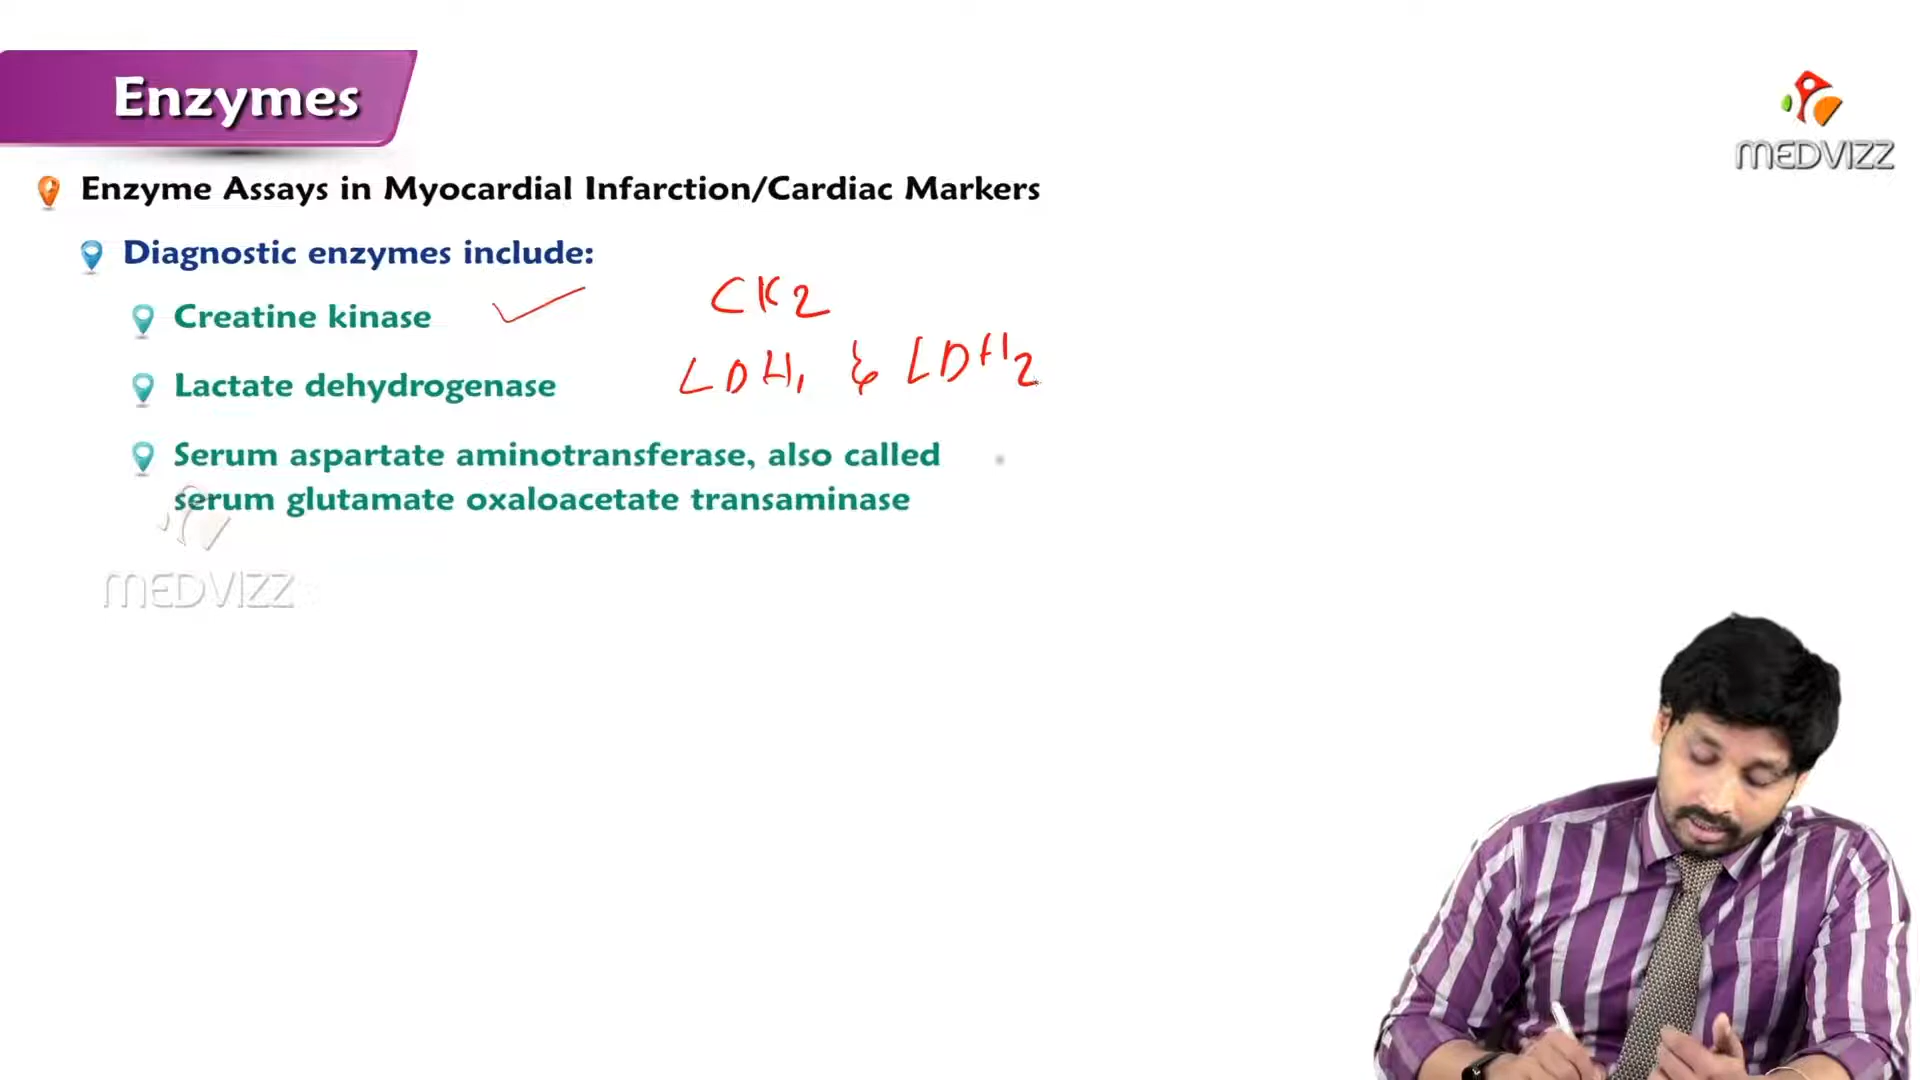 Enzymes
MEDVIZZ
Enzyme Assays in Myocardial Infarction/Cardiac Markers
Diagnostic enzymes include:
Creatine kinase
CK2
Lactate dehydrogenase
LDH1 & LDH2
Serum aspartate aminotransferase, also called
serum glutamate oxaloacetate transaminase
MEDVIZZ